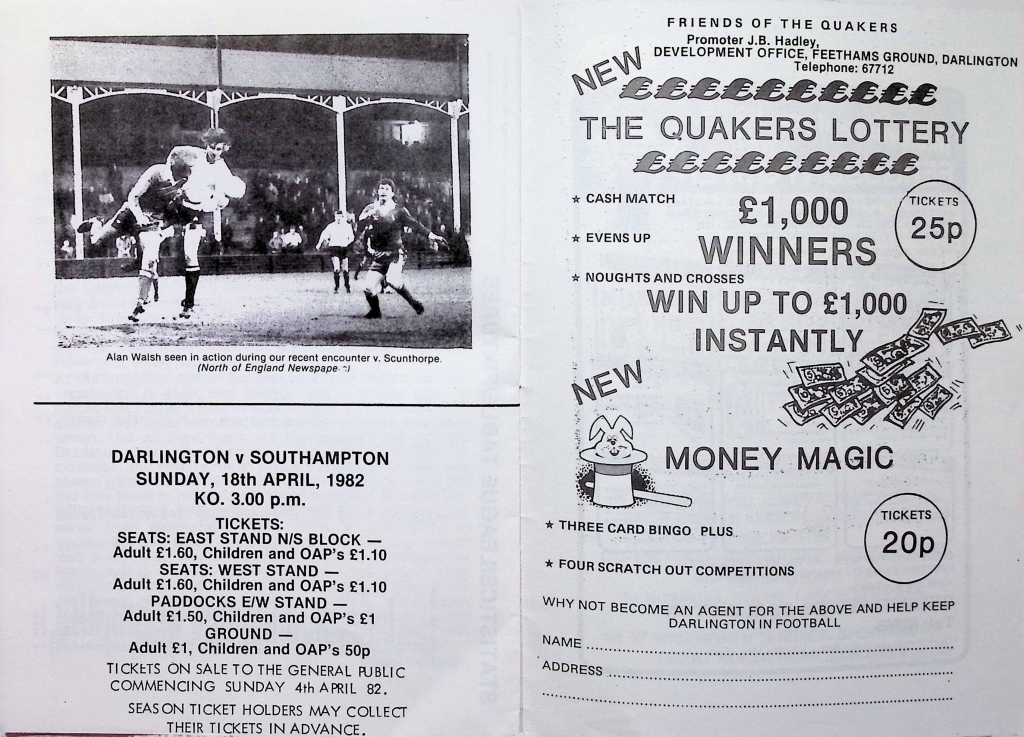 Alan Walsh seen in action during our recent encounter v. Scunthorpe.
(North of England Newspape
DARLINGTON v SOUTHAMPTON
SUNDAY, 18th APRIL, 1982
KO. 3.00 p.m.
TICKETS:
SEATS: EAST STAND N/S BLOCK —
Adult £1.60, Children and OAP's £1.10
SEATS: WEST STAND —
Adult £1.60, Children and OAP's £1.10
PADDOCKS E/W STAND —
Adult £1.50, Children and OAP's £1
GROUND —
Adult £1, Children and OAP's 50p
TICKETS ON SALE TO THE GENERAL PUBLIC
COMMENCING SUNDAY 4th APRIL 82.
SEASON TICKET HOLDERS MAY COLLECT
THEIR TICKETS IN ADVANCE.
FRIENDS OF THE QUAKERS
Promoter J.B. Hadley,
DEVELOPMENT OFFICE, FEETHAMS GROUND, DARLINGTON
Telephone: 67712
NEW
££££££££££
THE QUAKERS LOTTERY
£££££££££
★ CASH MATCH
★ EVENS UP
★ NOUGHTS AND CROSSES
£1,000
WINNERS
TICKETS
25p
WIN UP TO £1,000
INSTANTLY
NEW
MONEY MAGIC
★ THREE CARD BINGO PLUS
★ FOUR SCRATCH OUT COMPETITIONS
TICKETS
20p
WHY NOT BECOME AN AGENT FOR THE ABOVE AND HELP KEEP
DARLINGTON IN FOOTBALL
NAME
ADDRESS